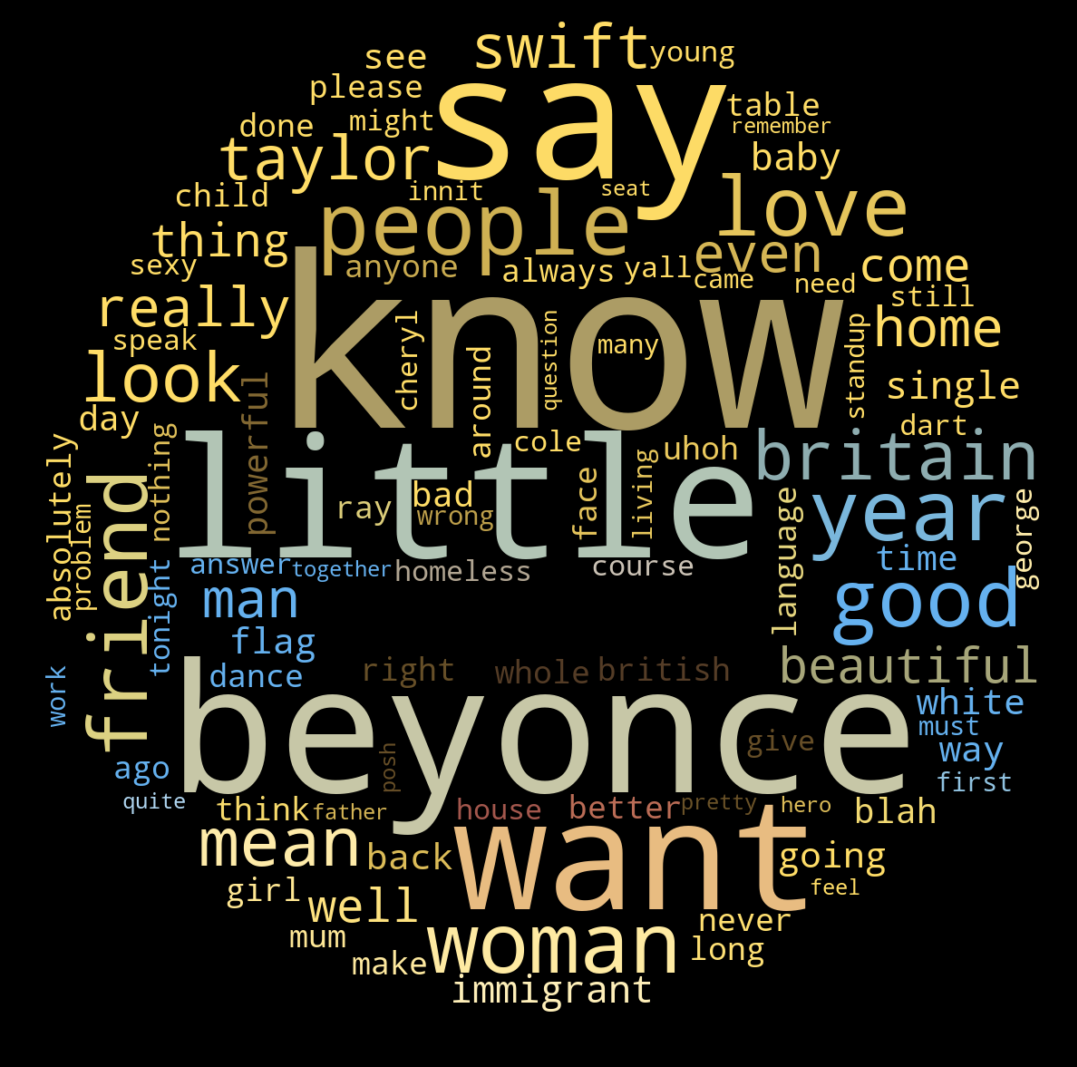 swift
see
young
please
say
table
might
remember
done
taylor
baby
innit
seat
child
love
people
thing
even
sexy
anyone
always
yall
came
need
come
know
really
still
home
speak
cheryl
question
many
standup
look
around
single
day
powerful
dart
absolutely
nothing
little
cole
uhoh
britain
friend
problem
ray
bad
wrong
face
living
language
year
george
answer
together
homeless
course
time
tonight
man
good
flag
work
dance
right
whole
british
beautiful
beyonce
white
must
give
way
ago
posh
first
quite
think
father
house
better
pretty
hero
blah
mean
back
want
going
girl
well
feel
mum
woman
never
make
long
immigrant